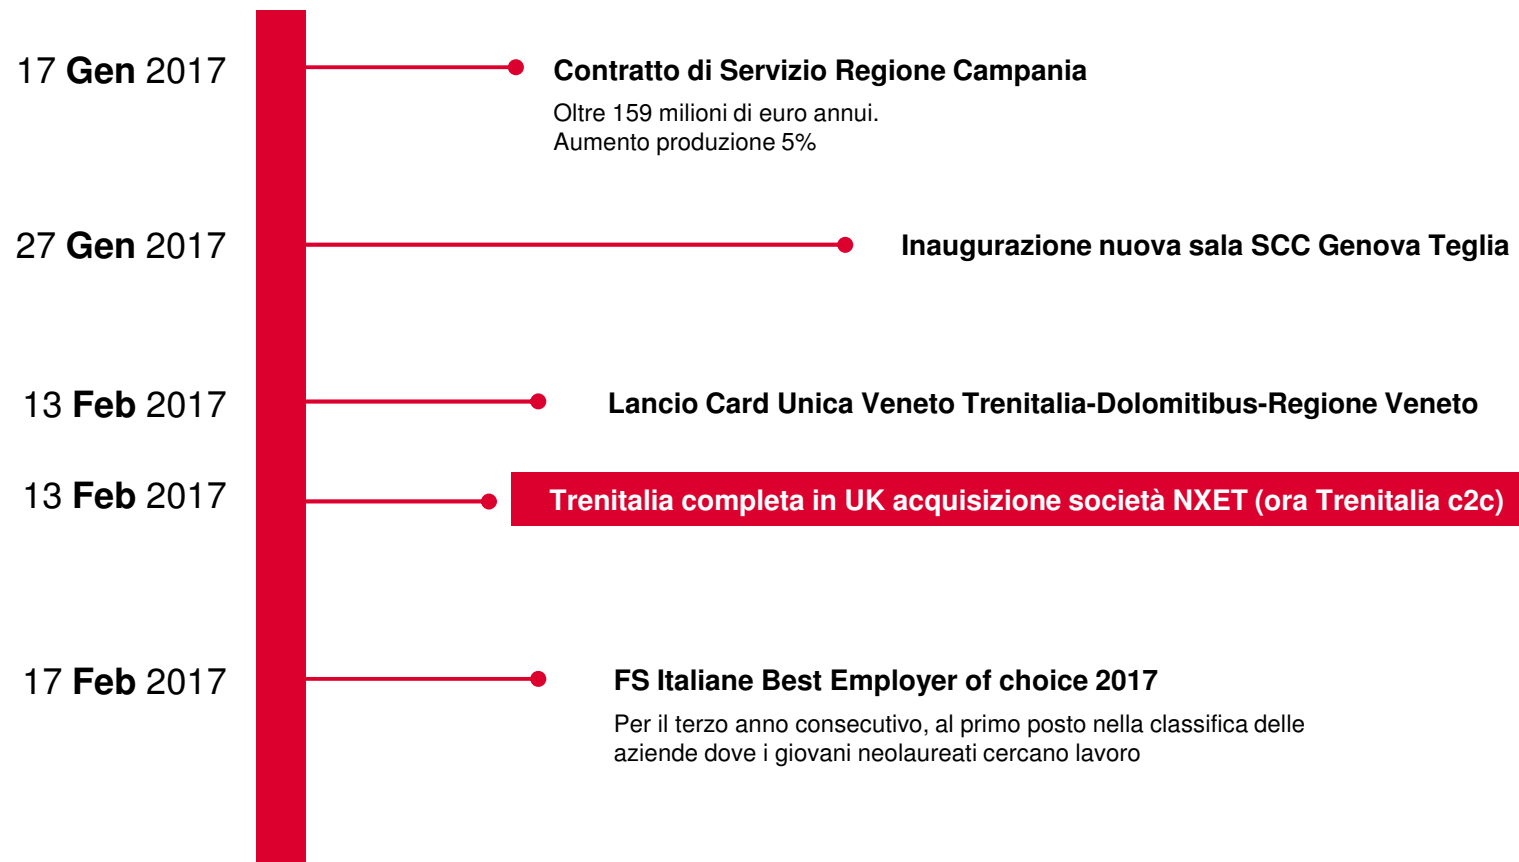 17 Gen 2017
Contratto di Servizio Regione Campania
Oltre 159 milioni di euro annui.
Aumento produzione 5%
27 Gen 2017
Inaugurazione nuova sala SCC Genova Teglia
13 Feb 2017
Lancio Card Unica Veneto Trenitalia-Dolomitibus-Regione Veneto
13 Feb 2017
Trenitalia completa in UK acquisizione società NXET (ora Trenitalia c2c)
17 Feb 2017
FS Italiane Best Employer of choice 2017
Per il terzo anno consecutivo, al primo posto nella classifica delle
aziende dove i giovani neolaureati cercano lavoro